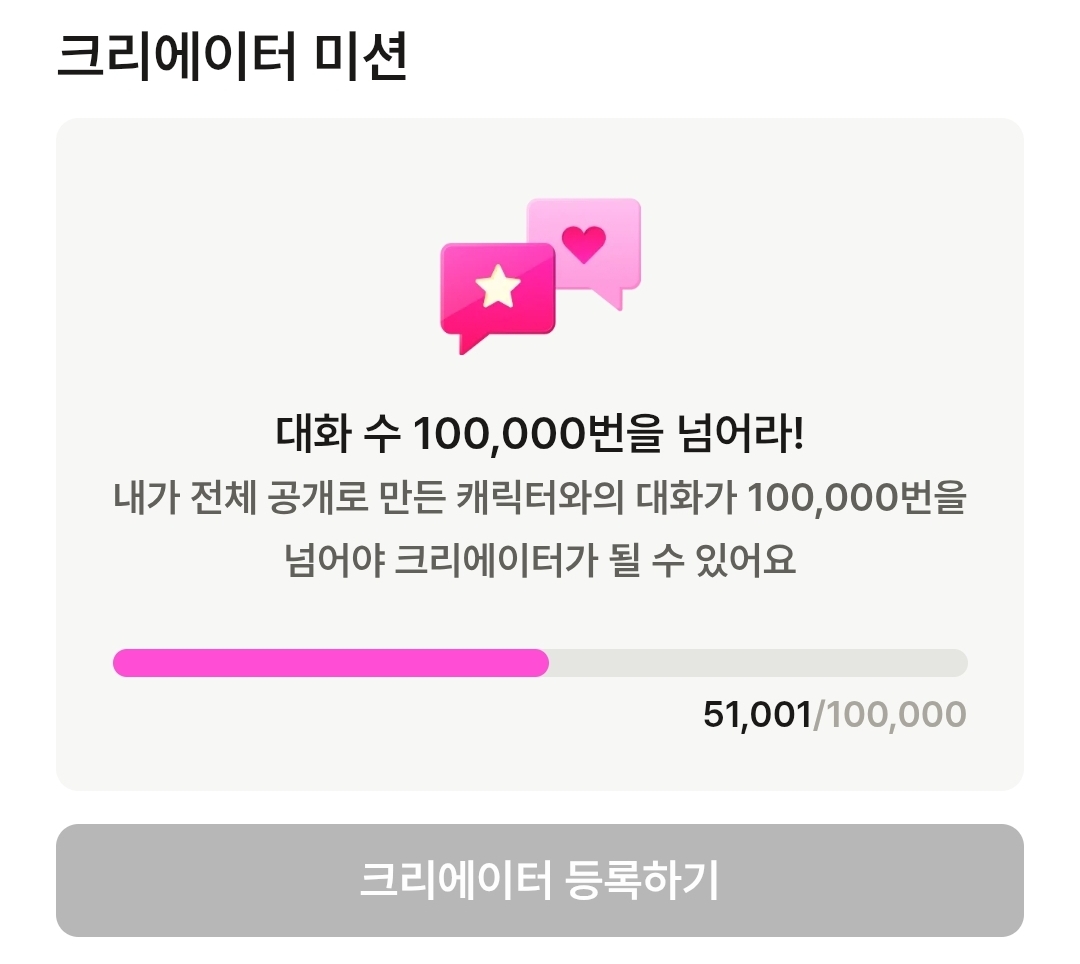 크리에이터 미션
대화 수 100,000번을 넘어라!
내가 전체 공개로 만든 캐릭터와의 대화가 100,000번을
넘어야 크리에이터가 될 수 있어요
51,001/100,000
크리에이터 등록하기